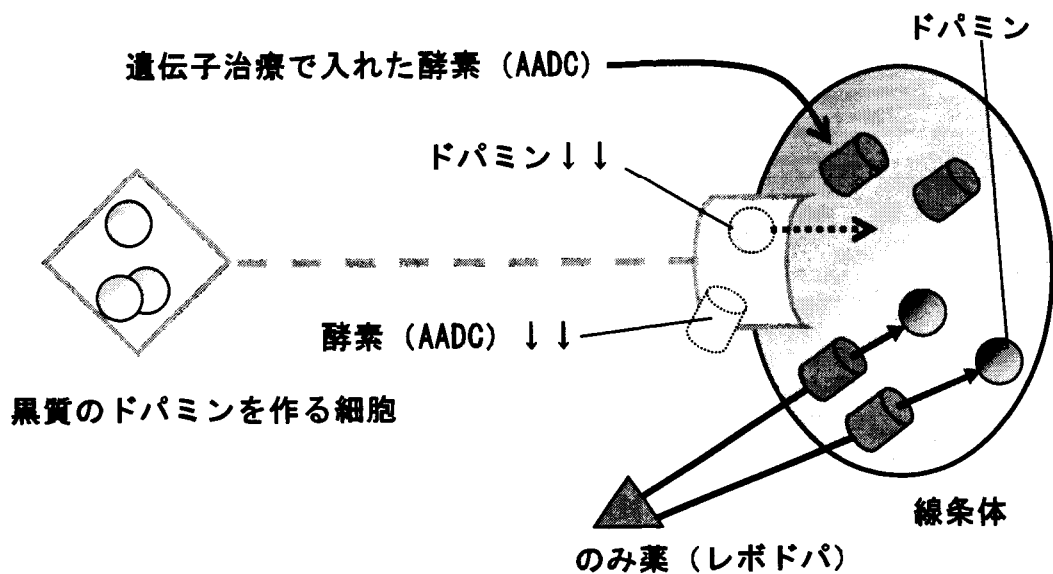 ドパミン
遺伝子治療で入れた酵素 (AADC)
ドパミン↓↓
酵素 (AADC) ↓↓
黒質のドパミンを作る細胞
線条体
のみ薬 (レボドパ)